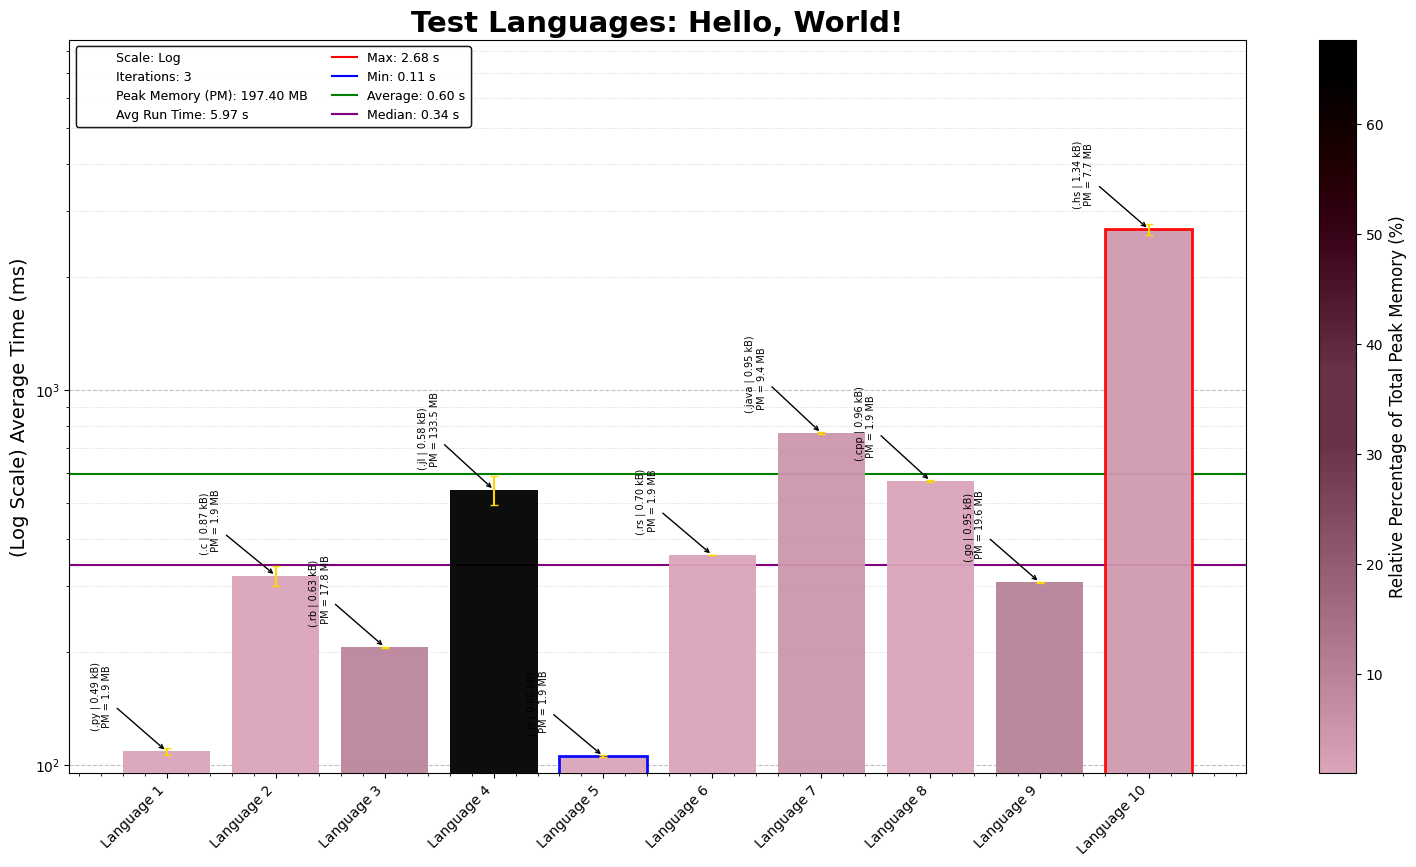 Test Languages: Hello, World!
Scale: Log
Iterations: 3
Peak Memory (PM): 197.40 MB
Avg Run Time: 5.97 s
Max: 2.68 s
Min: 0.11 s
Average: 0.60 s
Median: 0.34 s
(Log Scale) Average Time (ms)
10³
10²
(.py | 0.49 kB)
PM = 1.9 MB
(.c | 0.87 kB)
PM = 1.9 MB
(.rb | 0.63 kB)
PM = 17.8 MB
(.jl | 0.58 kB)
PM = 133.5 MB
PM = 1.9 MB
(.rs | 0.70 kB)
PM = 1.9 MB
(.java | 0.95 kB)
PM = 9.4 MB
(.cpp | 0.96 kB)
PM = 1.9 MB
(.go | 0.95 kB)
PM = 19.6 MB
(.hs | 1.34 kB)
PM = 7.7 MB
Language 1
Language 2
Language 3
Language 4
Language 5
Language 6
Language 7
Language 8
Language 9
Language 10
60
50
40
30
20
10
Relative Percentage of Total Peak Memory (%)